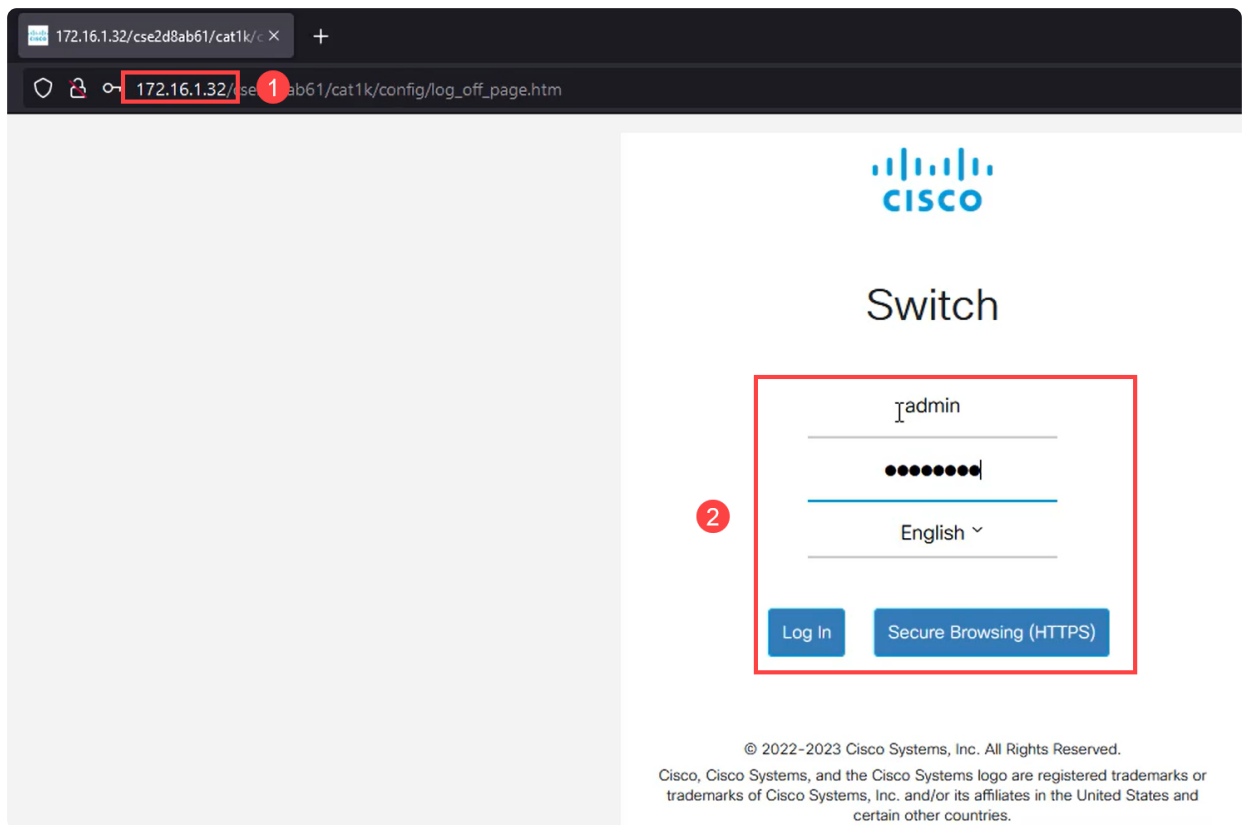 172.16.1.32/cse2d8ab61/cat1k/c
172.16.1.32/cse ab61/cat1k/config/log_off_page.htm
1
CISCO
Switch
admin
••••••••
2
English
Log In
Secure Browsing (HTTPS)
© 2022-2023 Cisco Systems, Inc. All Rights Reserved.
Cisco, Cisco Systems, and the Cisco Systems logo are registered trademarks or
trademarks of Cisco Systems, Inc. and/or its affiliates in the United States and
certain other countries.